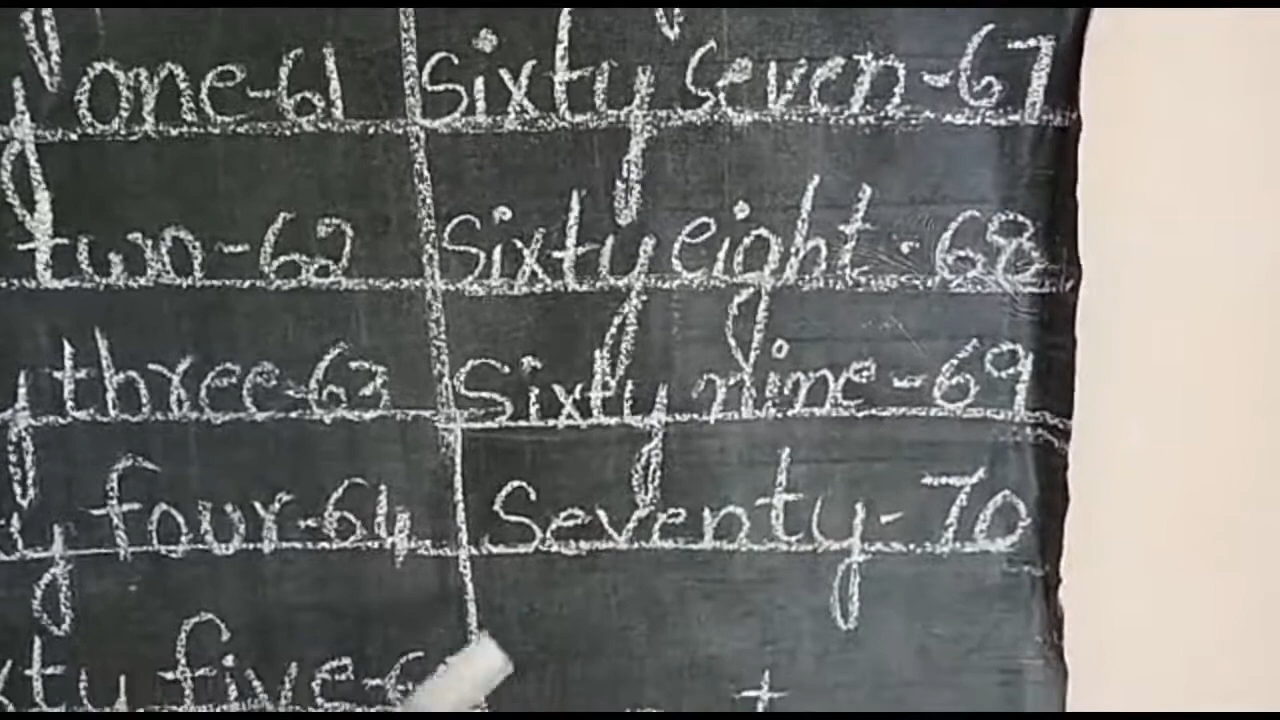 one-61
two-62
three-63
four-64
five-6
Sixty seven-67
Sixty eight-68
Sixty nine-69
Seventy-70